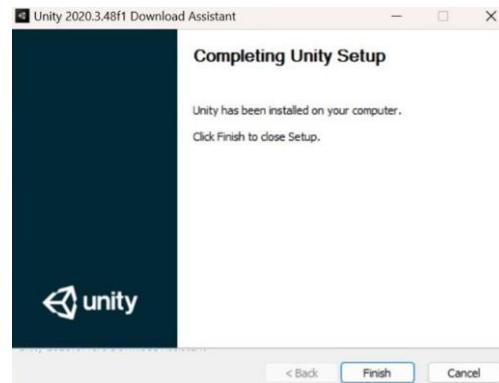 Unity 2020.3.48f1 Download Assistant
Completing Unity Setup
Unity has been installed on your computer.
Click Finish to close Setup.
unity
< Back
Finish
Cancel